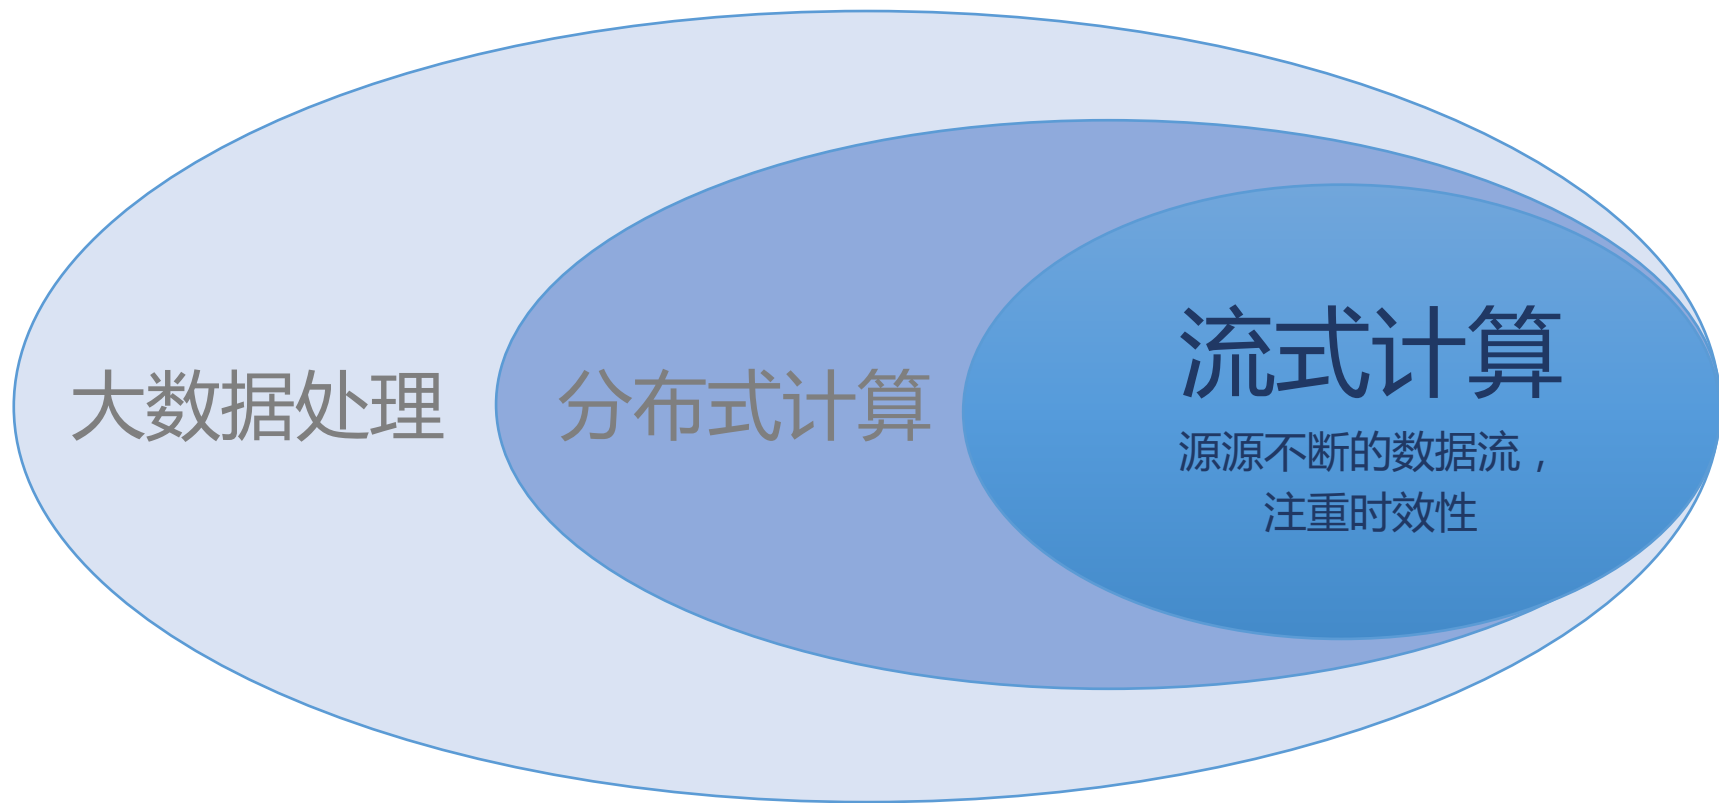 大数据处理
分布式计算
流式计算
源源不断的数据流，
注重时效性